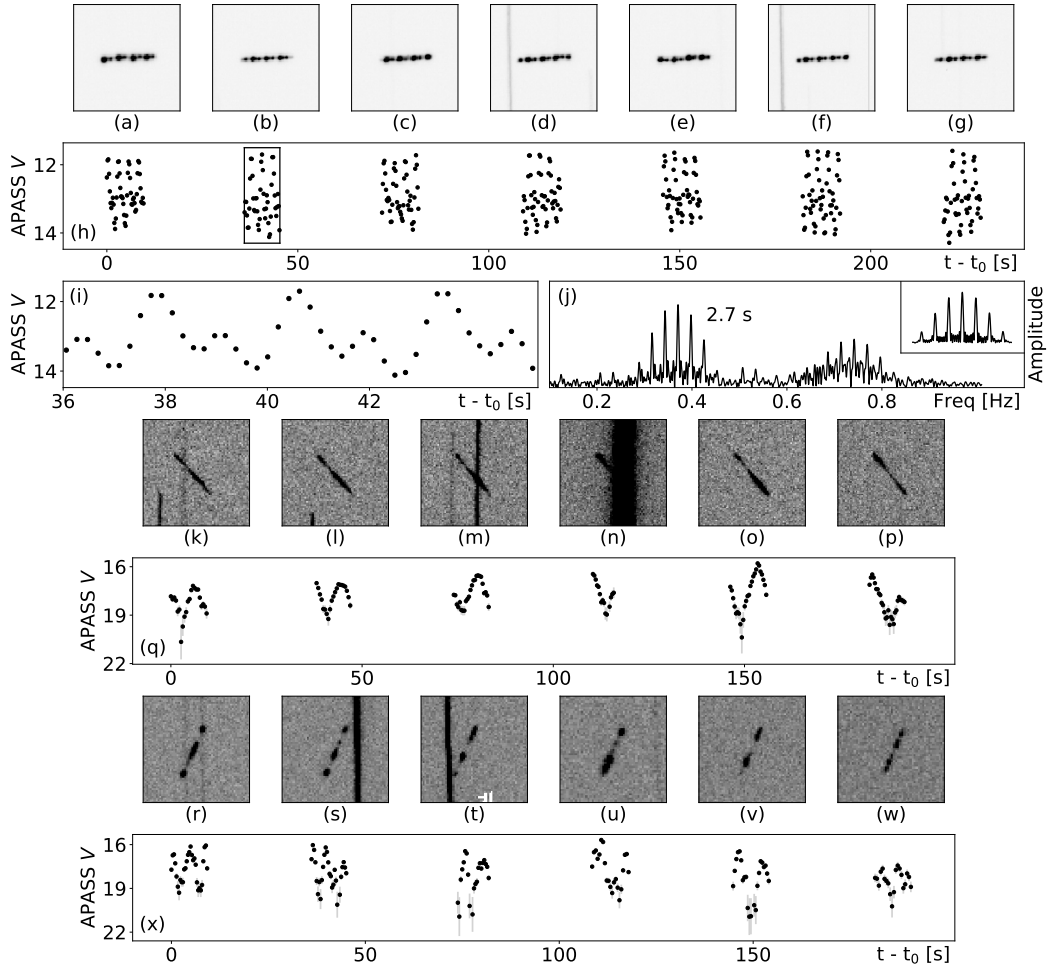 (a) (b) (c) (d) (e) (f) (g)
APASS V
12
14
(h)
0 50 100 150 200 t - t0 [s]
APASS V
12
14
(i)
36 38 40 42 t - t0 [s]
(j)
2.7 s
Amplitude
0.2 0.4 0.6 0.8 Freq [Hz]
(k) (l) (m) (n) (o) (p)
APASS V
16
19
22
(q)
0 50 100 150 t - t0 [s]
(r) (s) (t) (u) (v) (w)
APASS V
16
19
22
(x)
0 50 100 150 t - t0 [s]